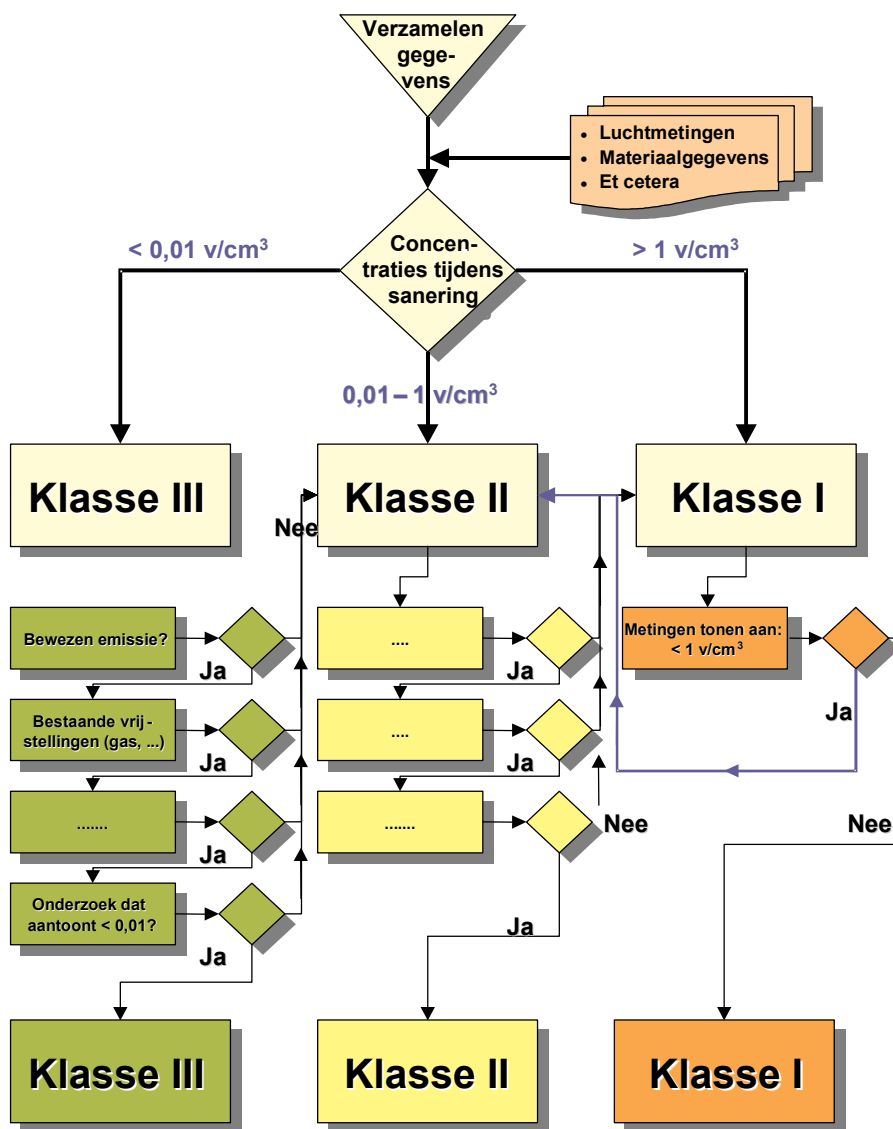 Verzamelen
gege-
vens
• Luchtmetingen
• Materiaalgegevens
• Et cetera
< 0,01 v/cm³
Concen-
traties tijdens
sanering
> 1 v/cm³
0,01 – 1 v/cm³
Klasse III
Klasse II
Klasse I
Nee
Bewezen emissie?
....
Metingen tonen aan:
< 1 v/cm³
Ja
Ja
Ja
Bestaande vrij-
stellingen (gas, ...)
....
Ja
Ja
.......
.......
Nee
Nee
Ja
Onderzoek dat
aantoont < 0,01?
Ja
Ja
Klasse III
Klasse II
Klasse I